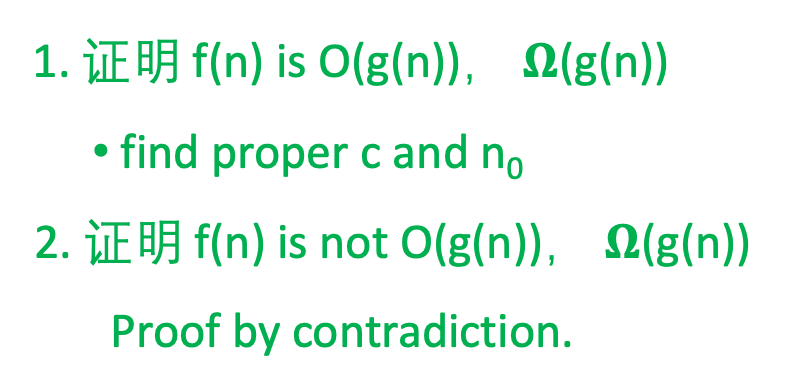 1. 证明 f(n) is O(g(n)), Ω(g(n))
• find proper c and n₀
2. 证明 f(n) is not O(g(n)), Ω(g(n))
Proof by contradiction.